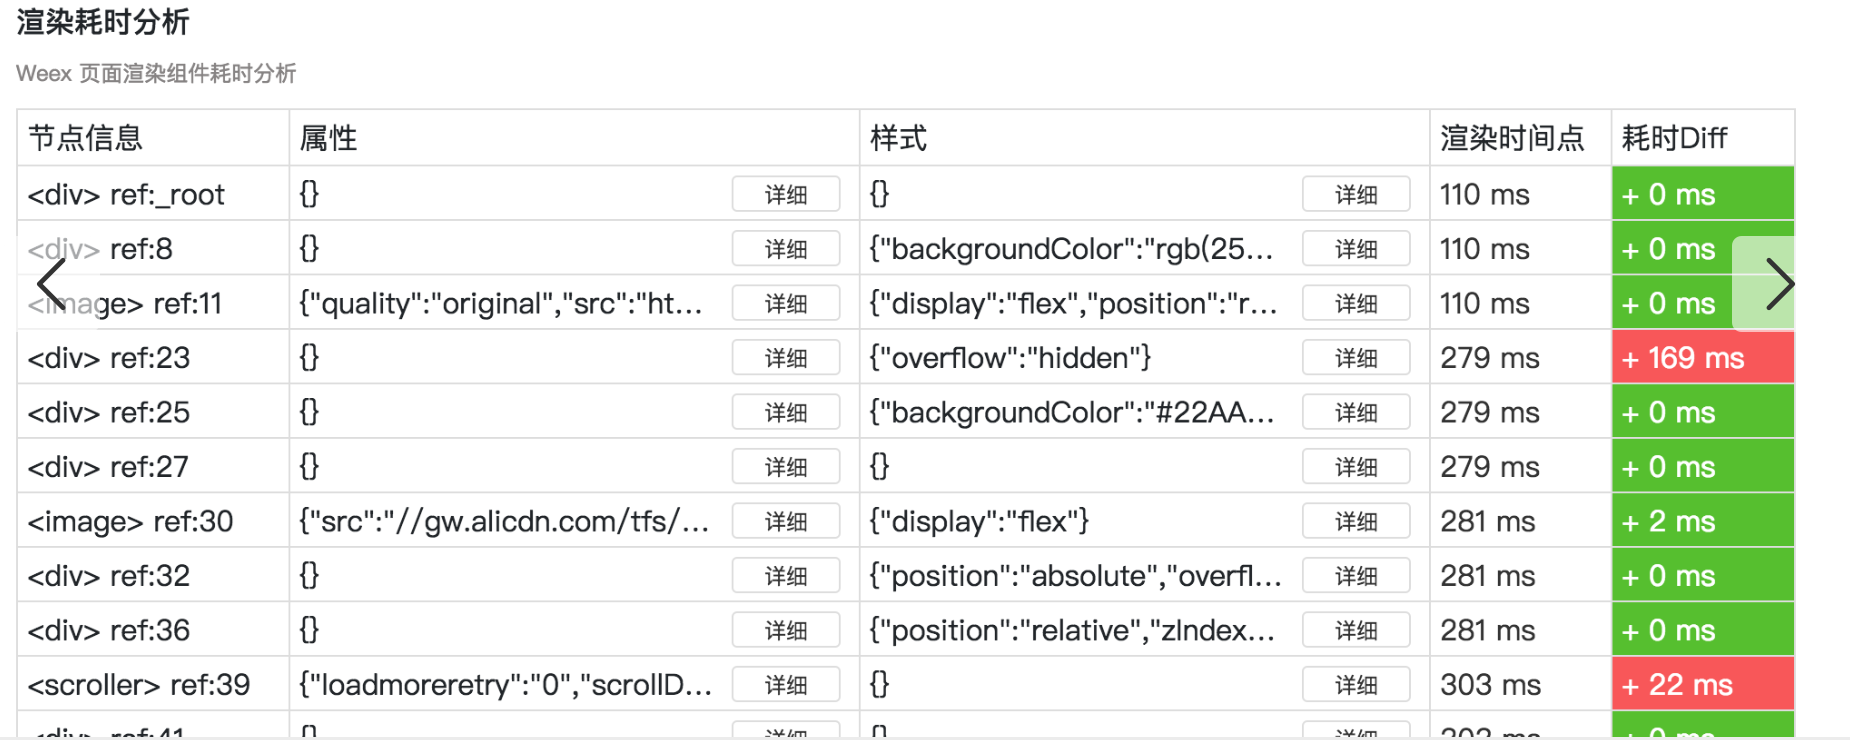 渲染耗时分析
Weex 页面渲染组件耗时分析
节点信息 属性 样式 渲染时间点 耗时Diff
<div> ref:_root {} 详细 {} 详细 110 ms + 0 ms
<div> ref:8 {} 详细 {"backgroundColor":"rgb(25... 详细 110 ms + 0 ms
<image> ref:11 {"quality":"original","src":"ht... 详细 {"display":"flex","position":"r... 详细 110 ms + 0 ms
<div> ref:23 {} 详细 {"overflow":"hidden"} 详细 279 ms + 169 ms
<div> ref:25 {} 详细 {"backgroundColor":"#22AA... 详细 279 ms + 0 ms
<div> ref:27 {} 详细 {} 详细 279 ms + 0 ms
<image> ref:30 {"src":"//gw.alicdn.com/tfs/... 详细 {"display":"flex"} 详细 281 ms + 2 ms
<div> ref:32 {} 详细 {"position":"absolute","overfl... 详细 281 ms + 0 ms
<div> ref:36 {} 详细 {"position":"relative","zIndex... 详细 281 ms + 0 ms
<scroller> ref:39 {"loadmoreretry":"0","scrollD... 详细 {} 详细 303 ms + 22 ms